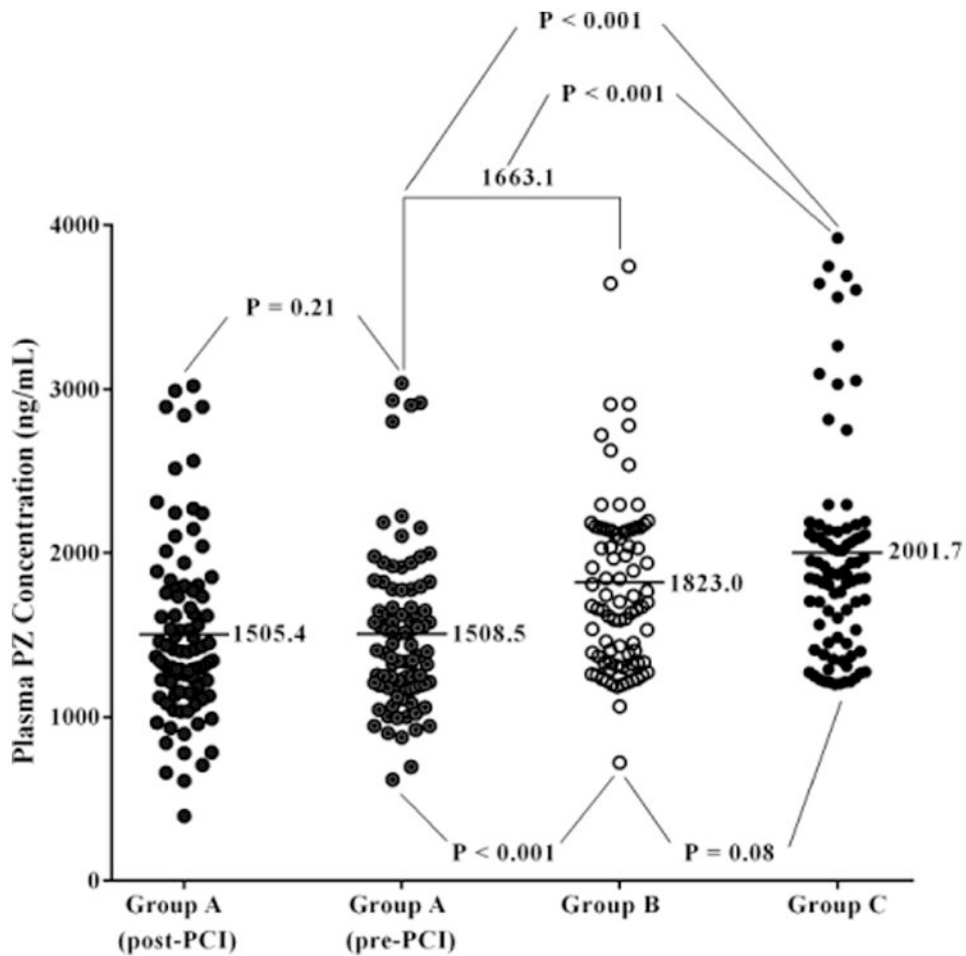 P < 0.001
P < 0.001
1663.1
4000
P = 0.21
3000
Plasma PZ Concentration (ng/mL)
2000
1505.4
1508.5
1823.0
2001.7
1000
P < 0.001
P = 0.08
0
Group A
(post-PCI)
Group A
(pre-PCI)
Group B
Group C